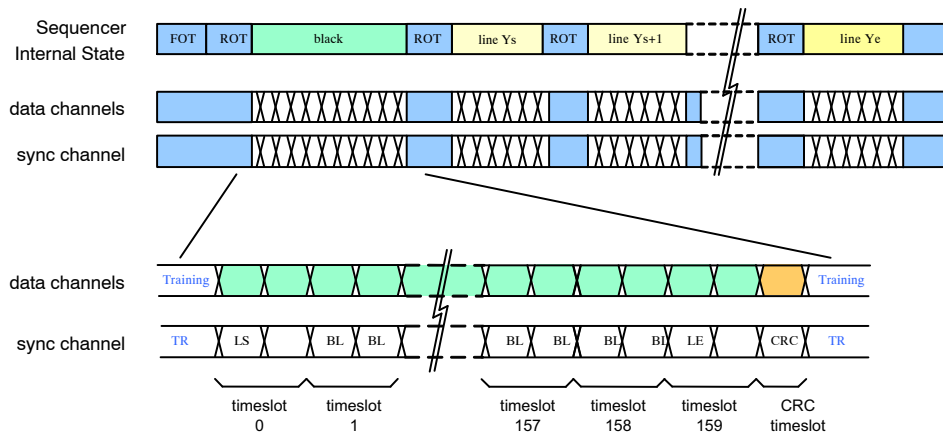 Sequencer
Internal State
FOT ROT black ROT line Ys ROT line Ys+1 ROT line Ye
data channels
sync channel
data channels Training Training
sync channel TR LS BL BL BL BL BL BL LE CRC TR
timeslot 0
timeslot 1
timeslot 157
timeslot 158
timeslot 159
CRC timeslot